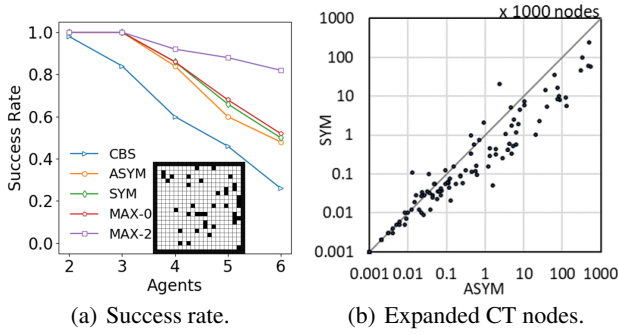 1.0
0.8
0.6
0.4
0.2
0.0
Success Rate
CBS
ASYM
SYM
MAX-0
MAX-2
2 3 4 5 6
Agents
(a) Success rate.
x 1000 nodes
1000
100
10
1
0.1
0.01
0.001
SYM
0.001 0.01 0.1 1 10 100 1000
ASYM
(b) Expanded CT nodes.